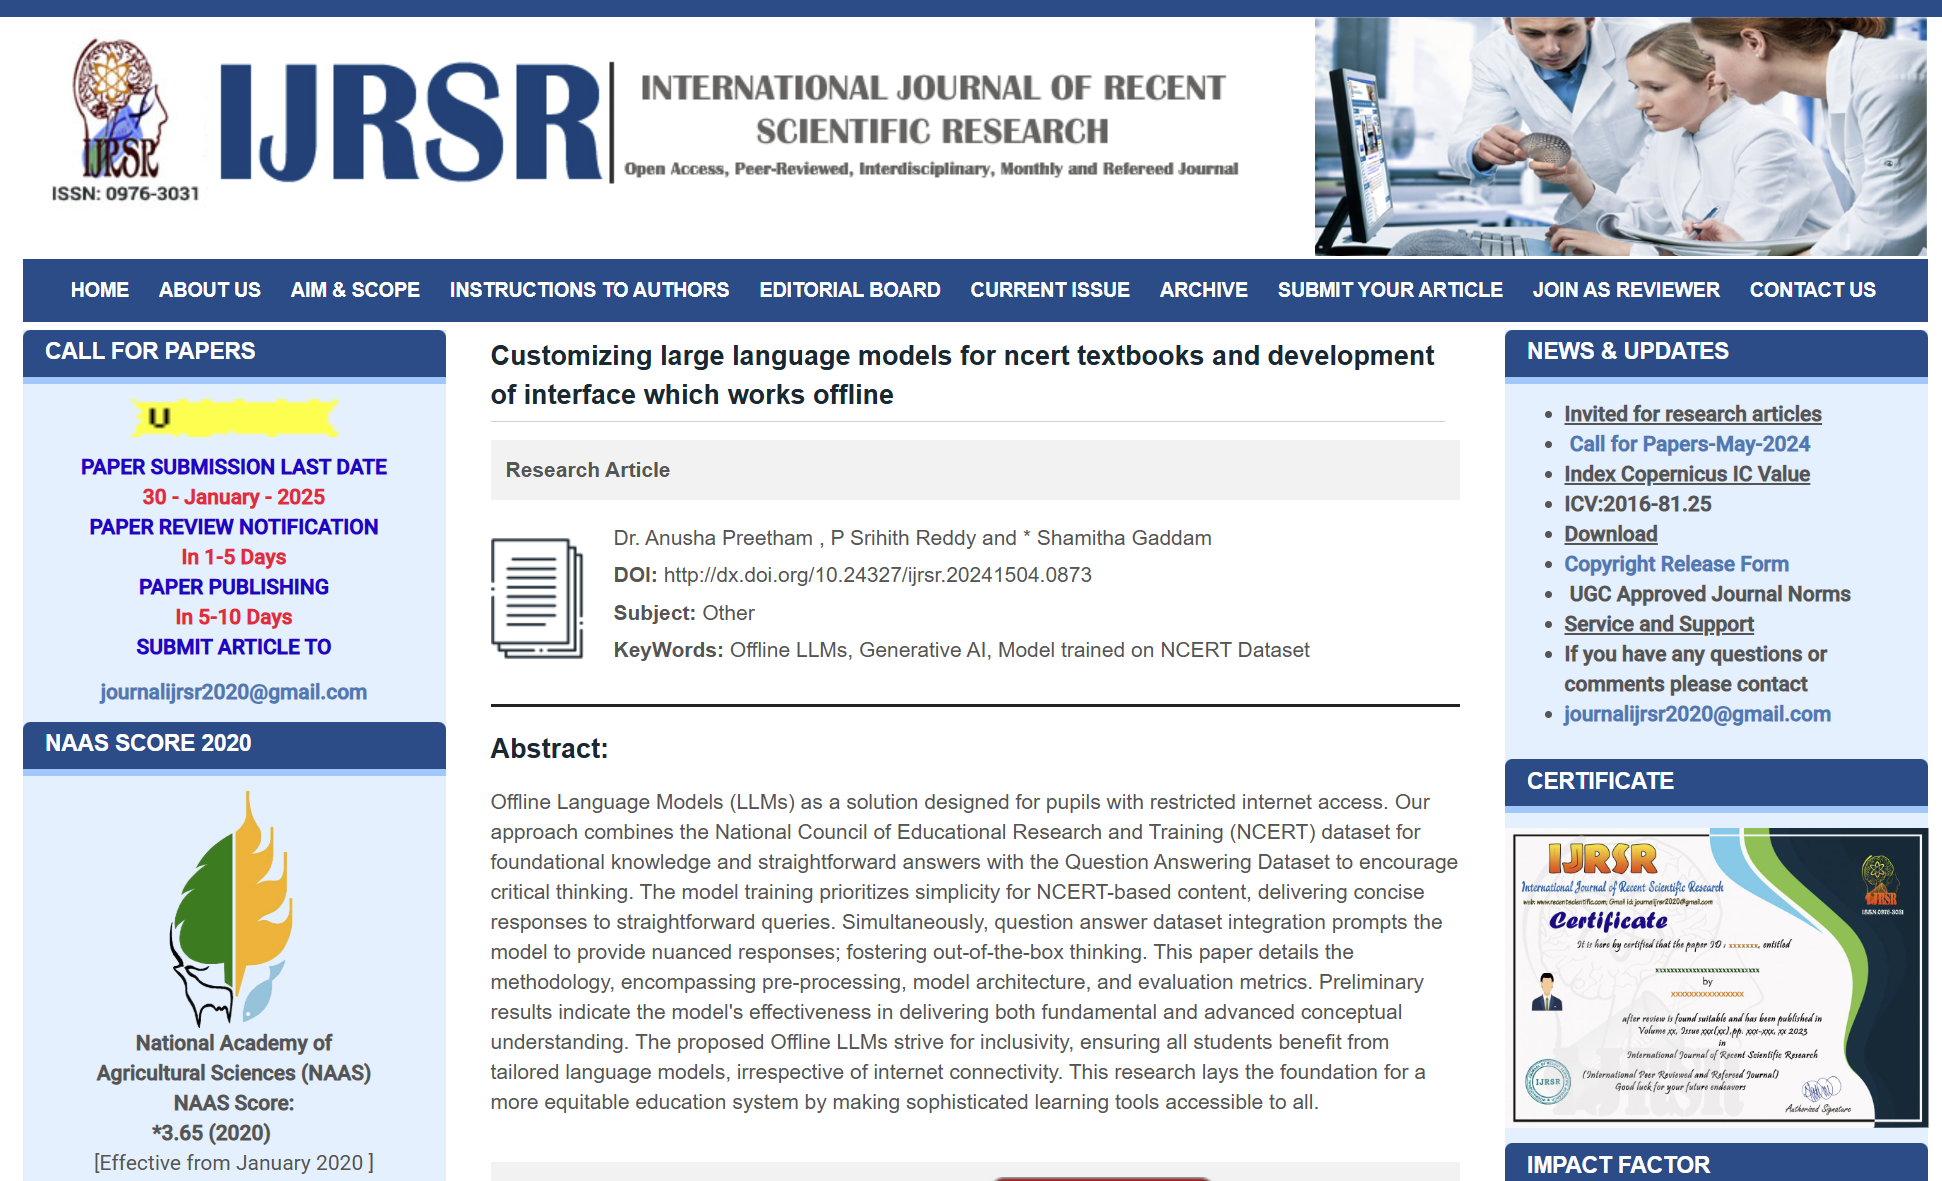 IJRSR
ISSN: 0976-3031
IJRSR
INTERNATIONAL JOURNAL OF RECENT
SCIENTIFIC RESEARCH
Open Access, Peer-Reviewed, Interdisciplinary, Monthly and Refereed Journal
HOME ABOUT US AIM & SCOPE INSTRUCTIONS TO AUTHORS EDITORIAL BOARD CURRENT ISSUE ARCHIVE SUBMIT YOUR ARTICLE JOIN AS REVIEWER CONTACT US
CALL FOR PAPERS
U
PAPER SUBMISSION LAST DATE
30 - January - 2025
PAPER REVIEW NOTIFICATION
In 1-5 Days
PAPER PUBLISHING
In 5-10 Days
SUBMIT ARTICLE TO
journalijrsr2020@gmail.com
NAAS SCORE 2020
National Academy of
Agricultural Sciences (NAAS)
NAAS Score:
*3.65 (2020)
[Effective from January 2020 ]
Customizing large language models for ncert textbooks and development
of interface which works offline
Research Article
Dr. Anusha Preetham , P Srihith Reddy and * Shamitha Gaddam
DOI: http://dx.doi.org/10.24327/ijrsr.20241504.0873
Subject: Other
KeyWords: Offline LLMs, Generative AI, Model trained on NCERT Dataset
Abstract:
Offline Language Models (LLMs) as a solution designed for pupils with restricted internet access. Our
approach combines the National Council of Educational Research and Training (NCERT) dataset for
foundational knowledge and straightforward answers with the Question Answering Dataset to encourage
critical thinking. The model training prioritizes simplicity for NCERT-based content, delivering concise
responses to straightforward queries. Simultaneously, question answer dataset integration prompts the
model to provide nuanced responses; fostering out-of-the-box thinking. This paper details the
methodology, encompassing pre-processing, model architecture, and evaluation metrics. Preliminary
results indicate the model's effectiveness in delivering both fundamental and advanced conceptual
understanding. The proposed Offline LLMs strive for inclusivity, ensuring all students benefit from
tailored language models, irrespective of internet connectivity. This research lays the foundation for a
more equitable education system by making sophisticated learning tools accessible to all.
NEWS & UPDATES
Invited for research articles
Call for Papers-May-2024
Index Copernicus IC Value
ICV:2016-81.25
Download
Copyright Release Form
UGC Approved Journal Norms
Service and Support
If you have any questions or
comments please contact
journalijrsr2020@gmail.com
CERTIFICATE
IJRSR
International Journal of Recent Scientific Research
web: www.recentscientific.com; Gmail id: journalijrsr2020@gmail.com
Certificate
IJRSR
ISSN:0976-3031
It is here by certified that the paper ID : xxxxxxx, entitled
xxxxxxxxxxxxxxxxxxxxxxxxxx
by
xxxxxxxxxxxxxxxx
after review is found suitable and has been published in
Volume xx, Issue xxx(xx),pp. xxx-xxx, xx 2023
in
International Journal of Recent Scientific Research
(International Peer Reviewed and Refereed Journal)
Good luck for your future endeavors
IJRSR
Authorized Signature
IMPACT FACTOR